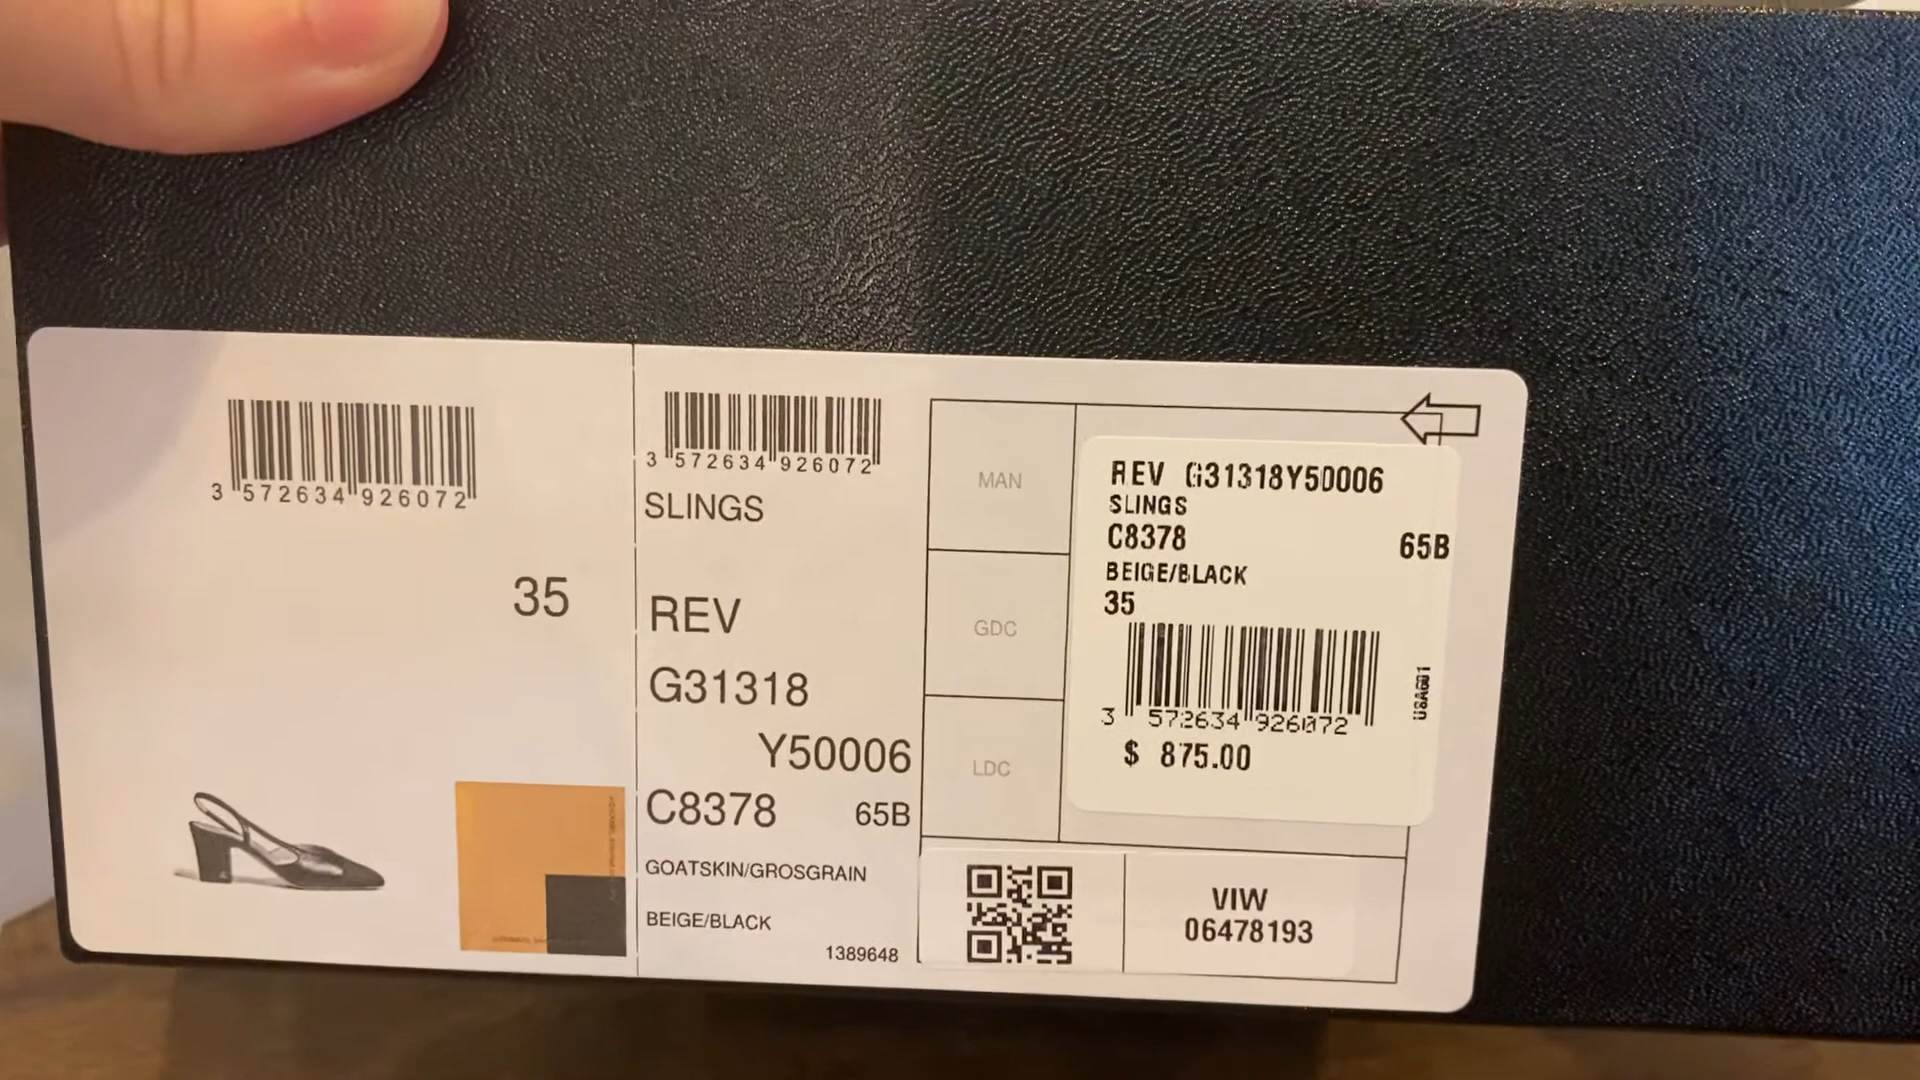 3 572634 926072
35
3 572634 926072
SLINGS
REV
G31318
Y50006
C8378 65B
GOATSKIN/GROSGRAIN
BEIGE/BLACK
1389648
MAN
GDC
LDC
REV G31318Y50006
SLINGS
C8378 65B
BEIGE/BLACK
35
3 572634 926072
USA601
$ 875.00
VIW
06478193